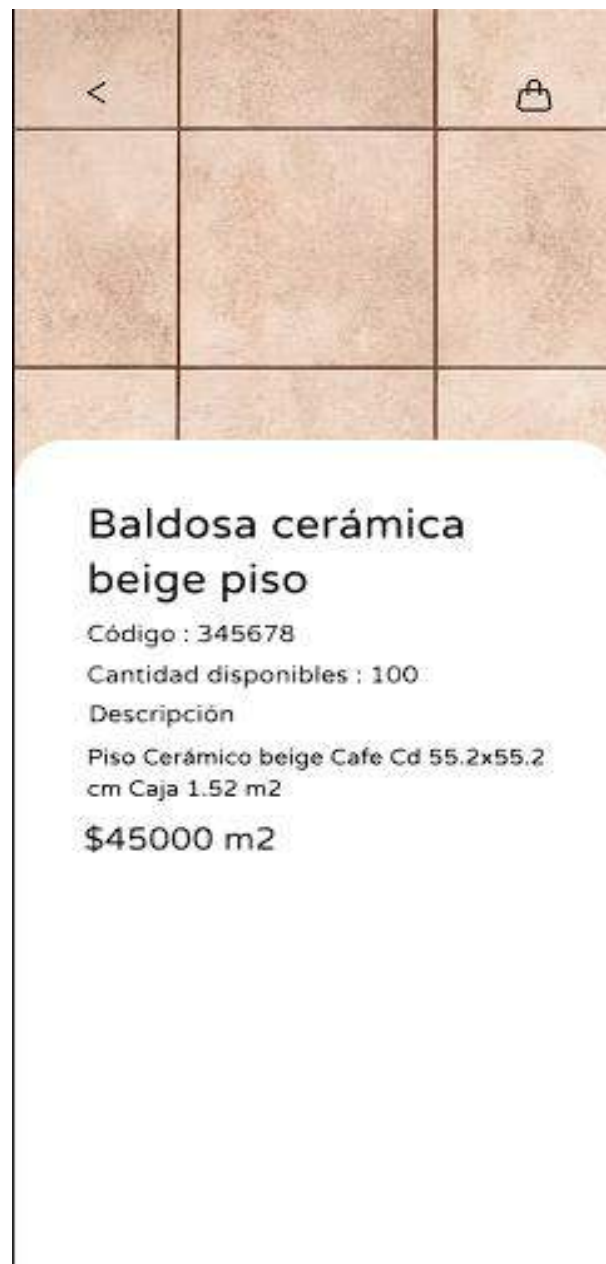 Baldosa cerámica
beige piso
Código : 345678
Cantidad disponibles : 100
Descripción
Piso Cerámico beige Cafe Cd 55.2x55.2
cm Caja 1.52 m2
$45000 m2